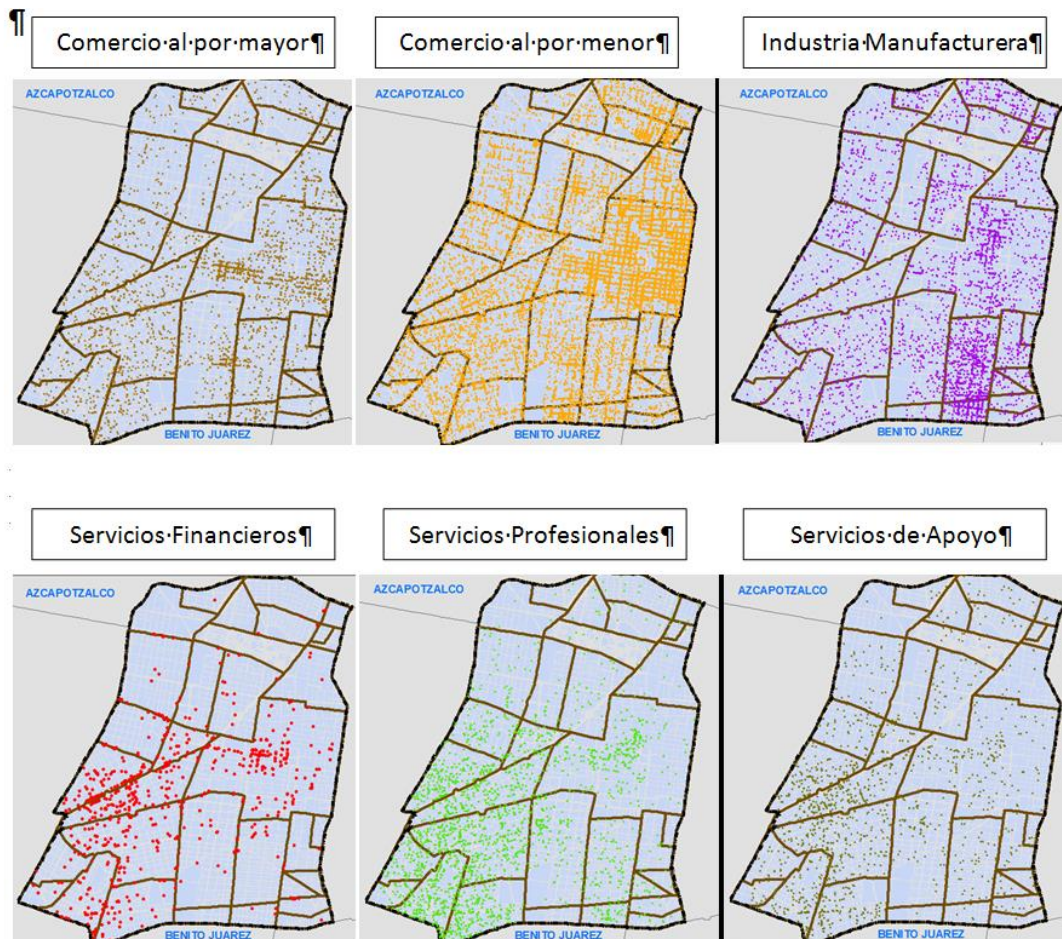 ¶
Comercio·al·por·mayor¶
Comercio·al·por·menor¶
Industria·Manufacturera¶
AZCAPOTZALCO
AZCAPOTZALCO
AZCAPOTZALCO
BENITO JUAREZ
BENITO JUAREZ
BENITO JUAREZ
Servicios·Financieros¶
Servicios·Profesionales¶
Servicios·de·Apoyo¶
AZCAPOTZALCO
AZCAPOTZALCO
AZCAPOTZALCO
BENITO JUAREZ
BENITO JUAREZ
BENITO JUAREZ